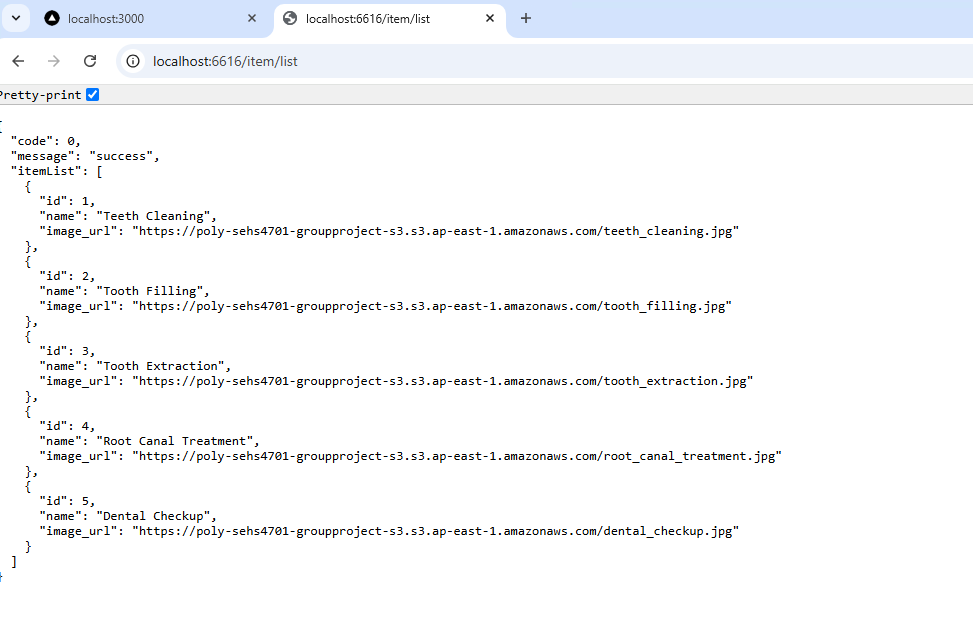 localhost:3000
localhost:6616/item/list
localhost:6616/item/list
Pretty-print
{
"code": 0,
"message": "success",
"itemList": [
{
"id": 1,
"name": "Teeth Cleaning",
"image_url": "https://poly-sehs4701-groupproject-s3.s3.ap-east-1.amazonaws.com/teeth_cleaning.jpg"
},
{
"id": 2,
"name": "Tooth Filling",
"image_url": "https://poly-sehs4701-groupproject-s3.s3.ap-east-1.amazonaws.com/tooth_filling.jpg"
},
{
"id": 3,
"name": "Tooth Extraction",
"image_url": "https://poly-sehs4701-groupproject-s3.s3.ap-east-1.amazonaws.com/tooth_extraction.jpg"
},
{
"id": 4,
"name": "Root Canal Treatment",
"image_url": "https://poly-sehs4701-groupproject-s3.s3.ap-east-1.amazonaws.com/root_canal_treatment.jpg"
},
{
"id": 5,
"name": "Dental Checkup",
"image_url": "https://poly-sehs4701-groupproject-s3.s3.ap-east-1.amazonaws.com/dental_checkup.jpg"
}
]
}